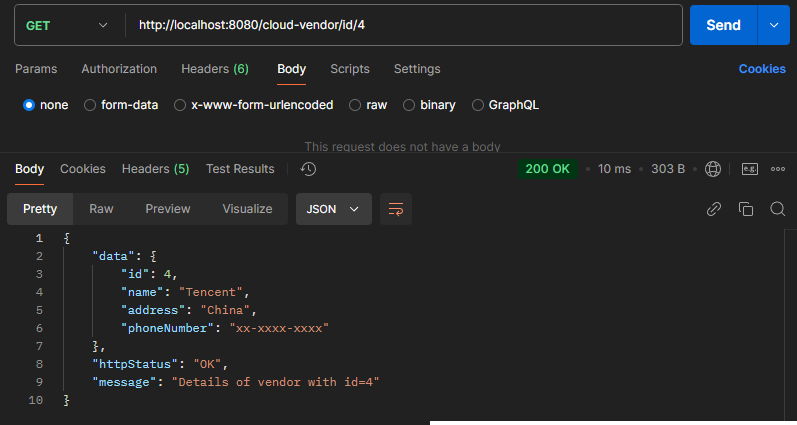 GET http://localhost:8080/cloud-vendor/id/4 Send
Params Authorization Headers (6) Body Scripts Settings Cookies
none form-data x-www-form-urlencoded raw binary GraphQL
This request does not have a body
Body Cookies Headers (5) Test Results 200 OK • 10 ms • 303 B • e.g.
Pretty Raw Preview Visualize JSON
1 {
2 "data": {
3 "id": 4,
4 "name": "Tencent",
5 "address": "China",
6 "phoneNumber": "xx-xxxx-xxxx"
7 },
8 "httpStatus": "OK",
9 "message": "Details of vendor with id=4"
10 }